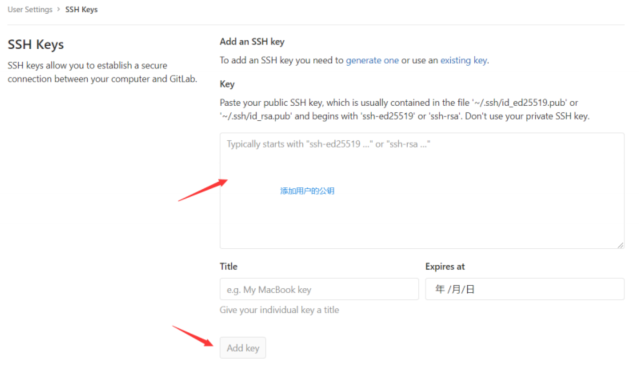 User Settings > SSH Keys
SSH Keys
SSH keys allow you to establish a secure
connection between your computer and GitLab.
Add an SSH key
To add an SSH key you need to generate one or use an existing key.
Key
Paste your public SSH key, which is usually contained in the file '~/.ssh/id_ed25519.pub' or
'~/.ssh/id_rsa.pub' and begins with 'ssh-ed25519' or 'ssh-rsa'. Don't use your private SSH key.
Typically starts with "ssh-ed25519 ..." or "ssh-rsa ..."
添加用户的公钥
Title
Expires at
e.g. My MacBook key
年 /月/日
Give your individual key a title
Add key